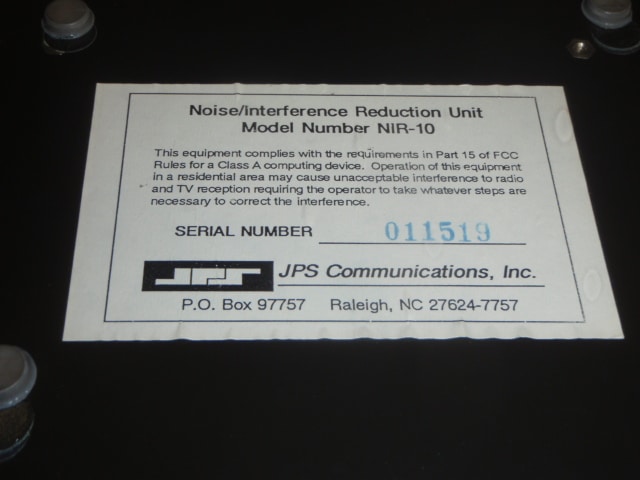 Noise/Interference Reduction Unit
Model Number NIR-10
This equipment complies with the requirements in Part 15 of FCC
Rules for a Class A computing device. Operation of this equipment
in a residential area may cause unacceptable interference to radio
and TV reception requiring the operator to take whatever steps are
necessary to correct the interference.
SERIAL NUMBER 011519
JPS JPS Communications, Inc.
P.O. Box 97757 Raleigh, NC 27624-7757